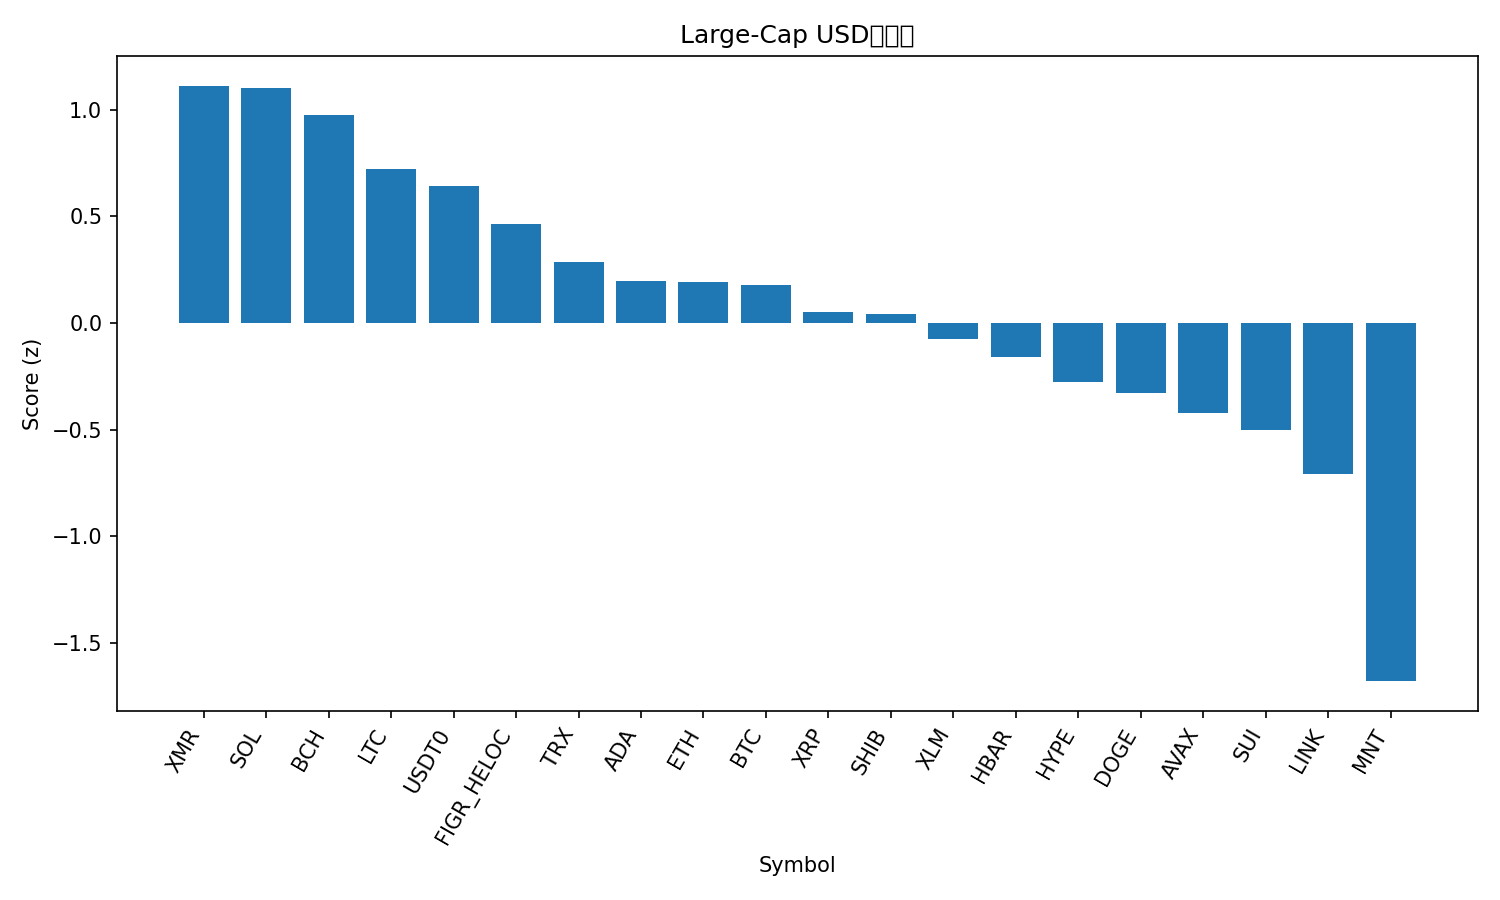 Large-Cap USD
Score (z)
1.0
0.5
0.0
−0.5
−1.0
−1.5
XMR
SOL
BCH
LTC
USDT0
FIGR_HELOC
TRX
ADA
ETH
BTC
XRP
SHIB
XLM
HBAR
HYPE
DOGE
AVAX
SUI
LINK
MNT
Symbol